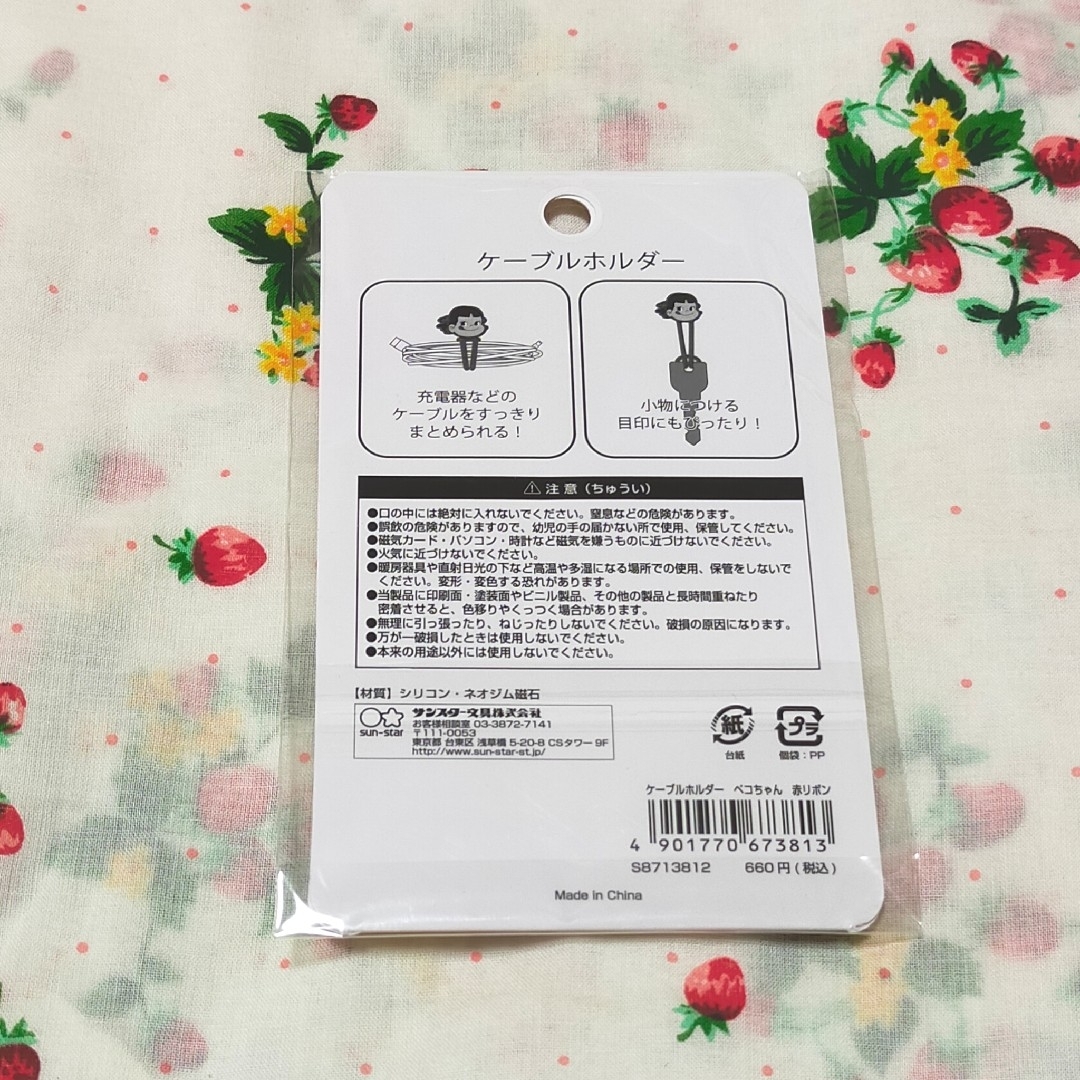 ケーブルホルダー
充電器などの
ケーブルをすっきり
まとめられる！
小物につける
目印にもぴったり！
⚠ 注意（ちゅうい）
●口の中には絶対に入れないでください。窒息などの危険があります。
●誤飲の危険がありますので、幼児の手の届かない所で使用、保管してください。
●磁気カード・パソコン・時計など磁気を嫌うものに近づけないでください。
●火気に近づけないでください。
●暖房器具や直射日光の下など高温や多湿になる場所での使用、保管をしないで
ください。変形・変色する恐れがあります。
●当製品に印刷面・塗装面やビニル製品、その他の製品と長時間重ねたり
密着させると、色移りやくっつく場合があります。
●無理に引っ張ったり、ねじったりしないでください。破損の原因になります。
●万が一破損したときは使用しないでください。
●本来の用途以外には使用しないでください。
【材質】シリコン・ネオジム磁石
sun-star
サンスター文具株式会社
お客様相談室 03-3872-7141
〒111-0053
東京都 台東区 浅草橋 5-20-8 CSタワー 9F
http://www.sun-star-st.jp/
紙
台紙
プラ
個袋：PP
ケーブルホルダー ペコちゃん 赤リボン
4 901770 673813
S8713812 660円(税込)
Made in China